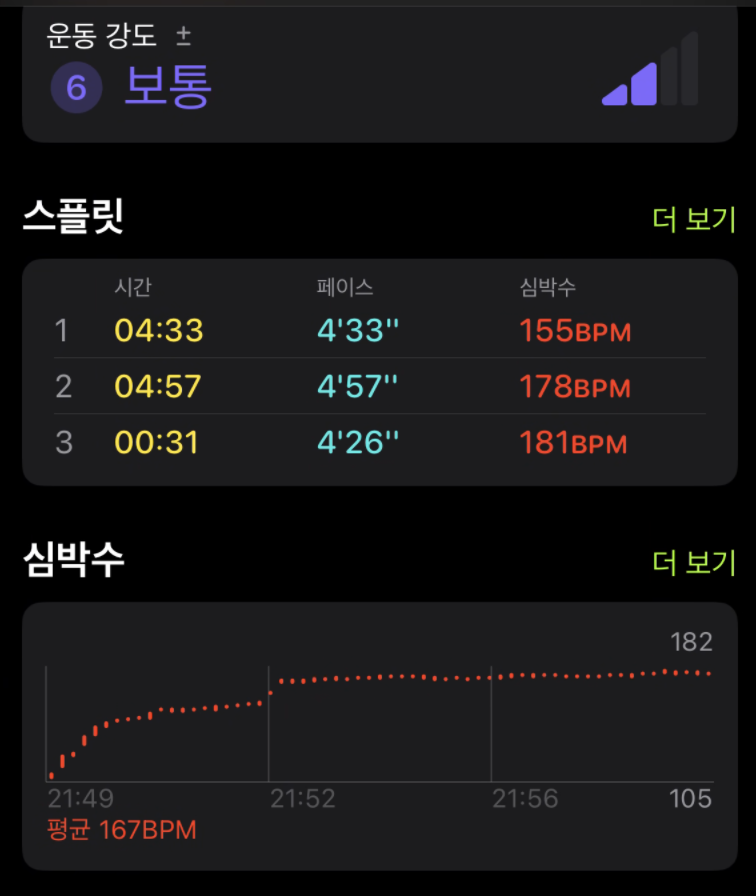 운동 강도 ±
6 보통
스플릿 더 보기
시간 페이스 심박수
1 04:33 4'33'' 155BPM
2 04:57 4'57'' 178BPM
3 00:31 4'26'' 181BPM
심박수 더 보기
182
21:49 21:52 21:56 105
평균 167BPM